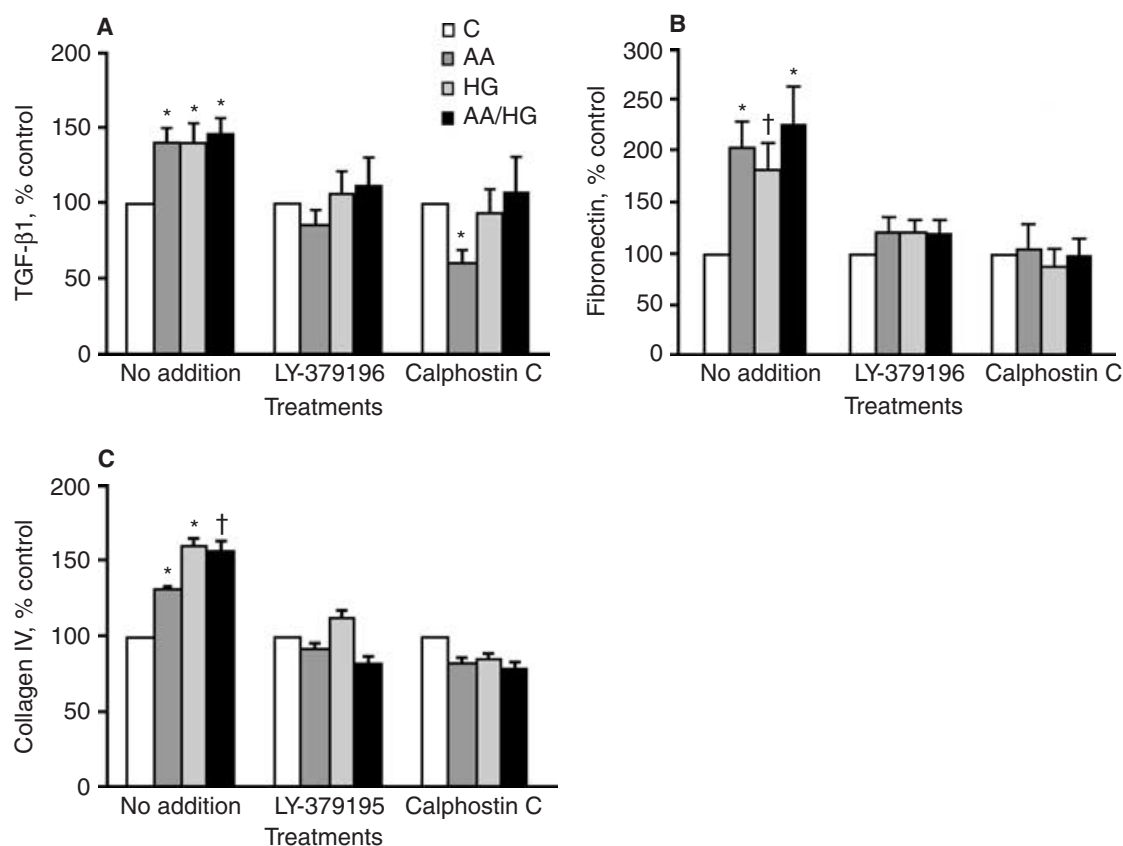 A
200
150
100
50
0
TGF-β1, % control
* * *
*
No addition LY-379196 Calphostin C
Treatments
C
AA
HG
AA/HG
B
300
250
200
150
100
50
0
Fibronectin, % control
* † *
No addition LY-379196 Calphostin C
Treatments
C
200
150
100
50
0
Collagen IV, % control
* * †
No addition LY-379195 Calphostin C
Treatments